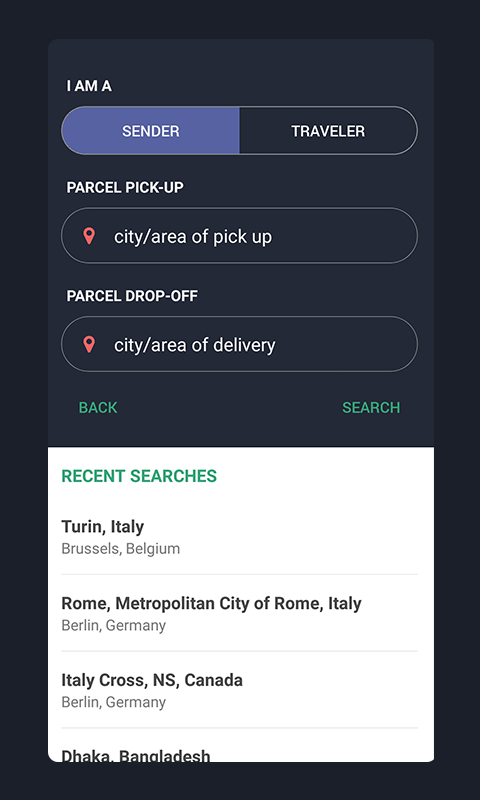 I AM A
SENDER TRAVELER
PARCEL PICK-UP
city/area of pick up
PARCEL DROP-OFF
city/area of delivery
BACK SEARCH
RECENT SEARCHES
Turin, Italy
Brussels, Belgium
Rome, Metropolitan City of Rome, Italy
Berlin, Germany
Italy Cross, NS, Canada
Berlin, Germany
Dhaka, Bangladesh